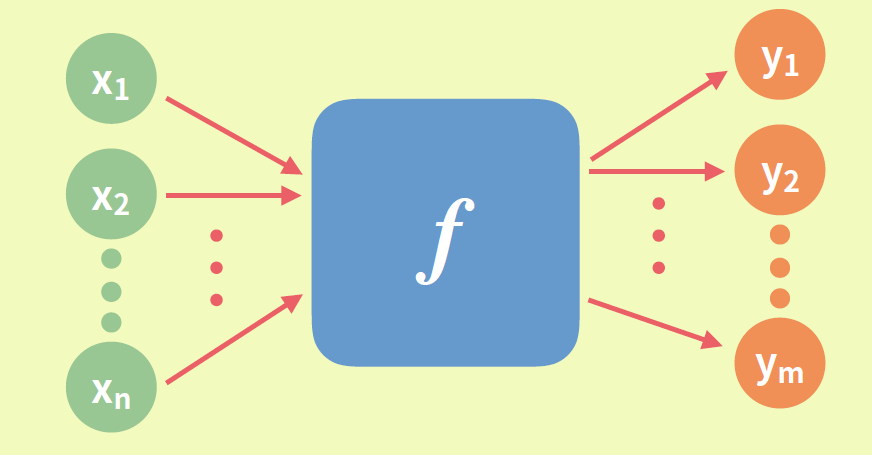 x₁
x₂
xₙ
f
y₁
y₂
yₘ